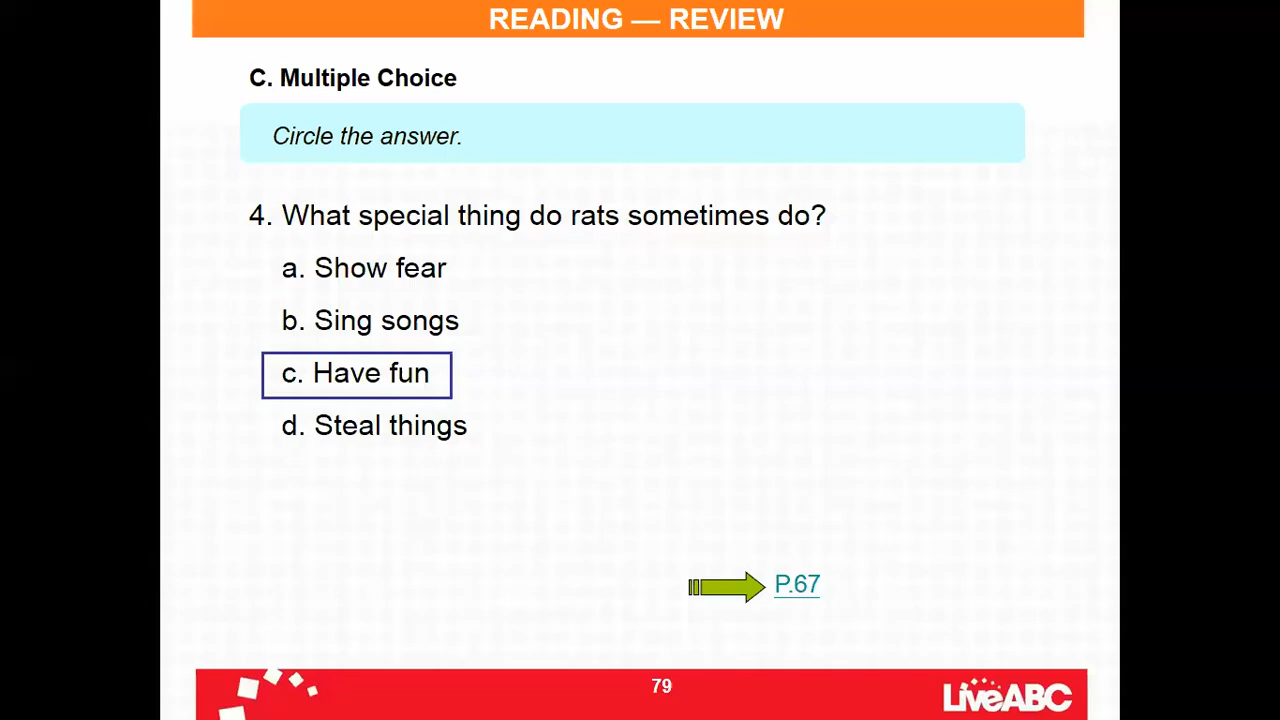 READING — REVIEW
C. Multiple Choice
Circle the answer.
4. What special thing do rats sometimes do?
a. Show fear
b. Sing songs
c. Have fun
d. Steal things
P.67
79
LiveABC